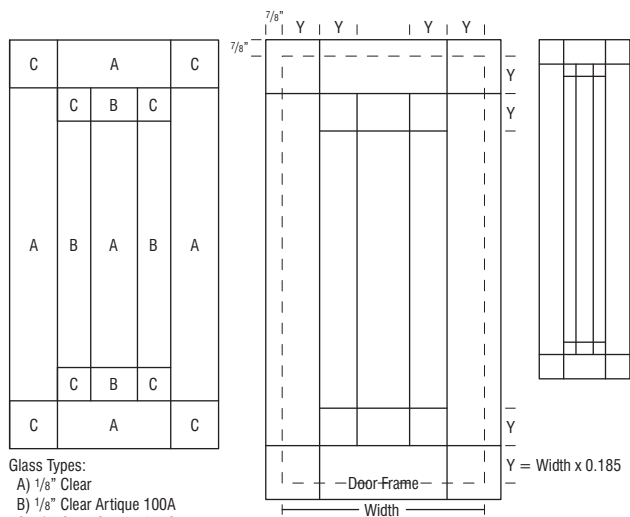 7/8"
Y Y Y Y
7/8"
C A C
C B C
A B A B A
C B C
C A C
Y
Y
Y
Y = Width x 0.185
Door Frame
Width
Glass Types:
A) 1/8" Clear
B) 1/8" Clear Artique 100A